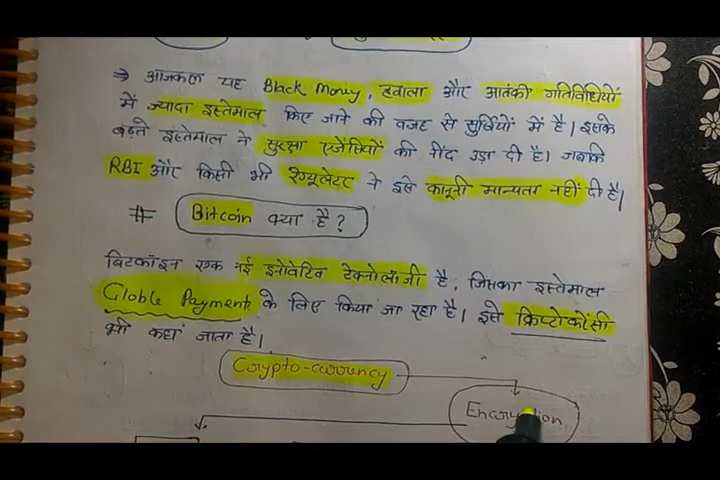 ⇒ आजकल यह Black Money, हवाला और आतंकी गतिविधियों
में ज्यादा इस्तेमाल किए जाने की वजह से सुर्खियों में है। इसके
बढ़ते इस्तेमाल ने सुरक्षा एजेंसियों की नींद उड़ा दी है। जबकि
RBI और किसी भी रेग्यूलेटर ने इसे कानूनी मान्यता नहीं दी है।
# Bitcoin क्या है?
बिटकॉइन एक नई इनोवेटिव टेक्नोलॉजी है, जिसका इस्तेमाल
Globle Payment के लिए किया जा रहा है। इसे क्रिप्टोकरेंसी
भी कहा जाता है।
Crypto-currency
Encryption